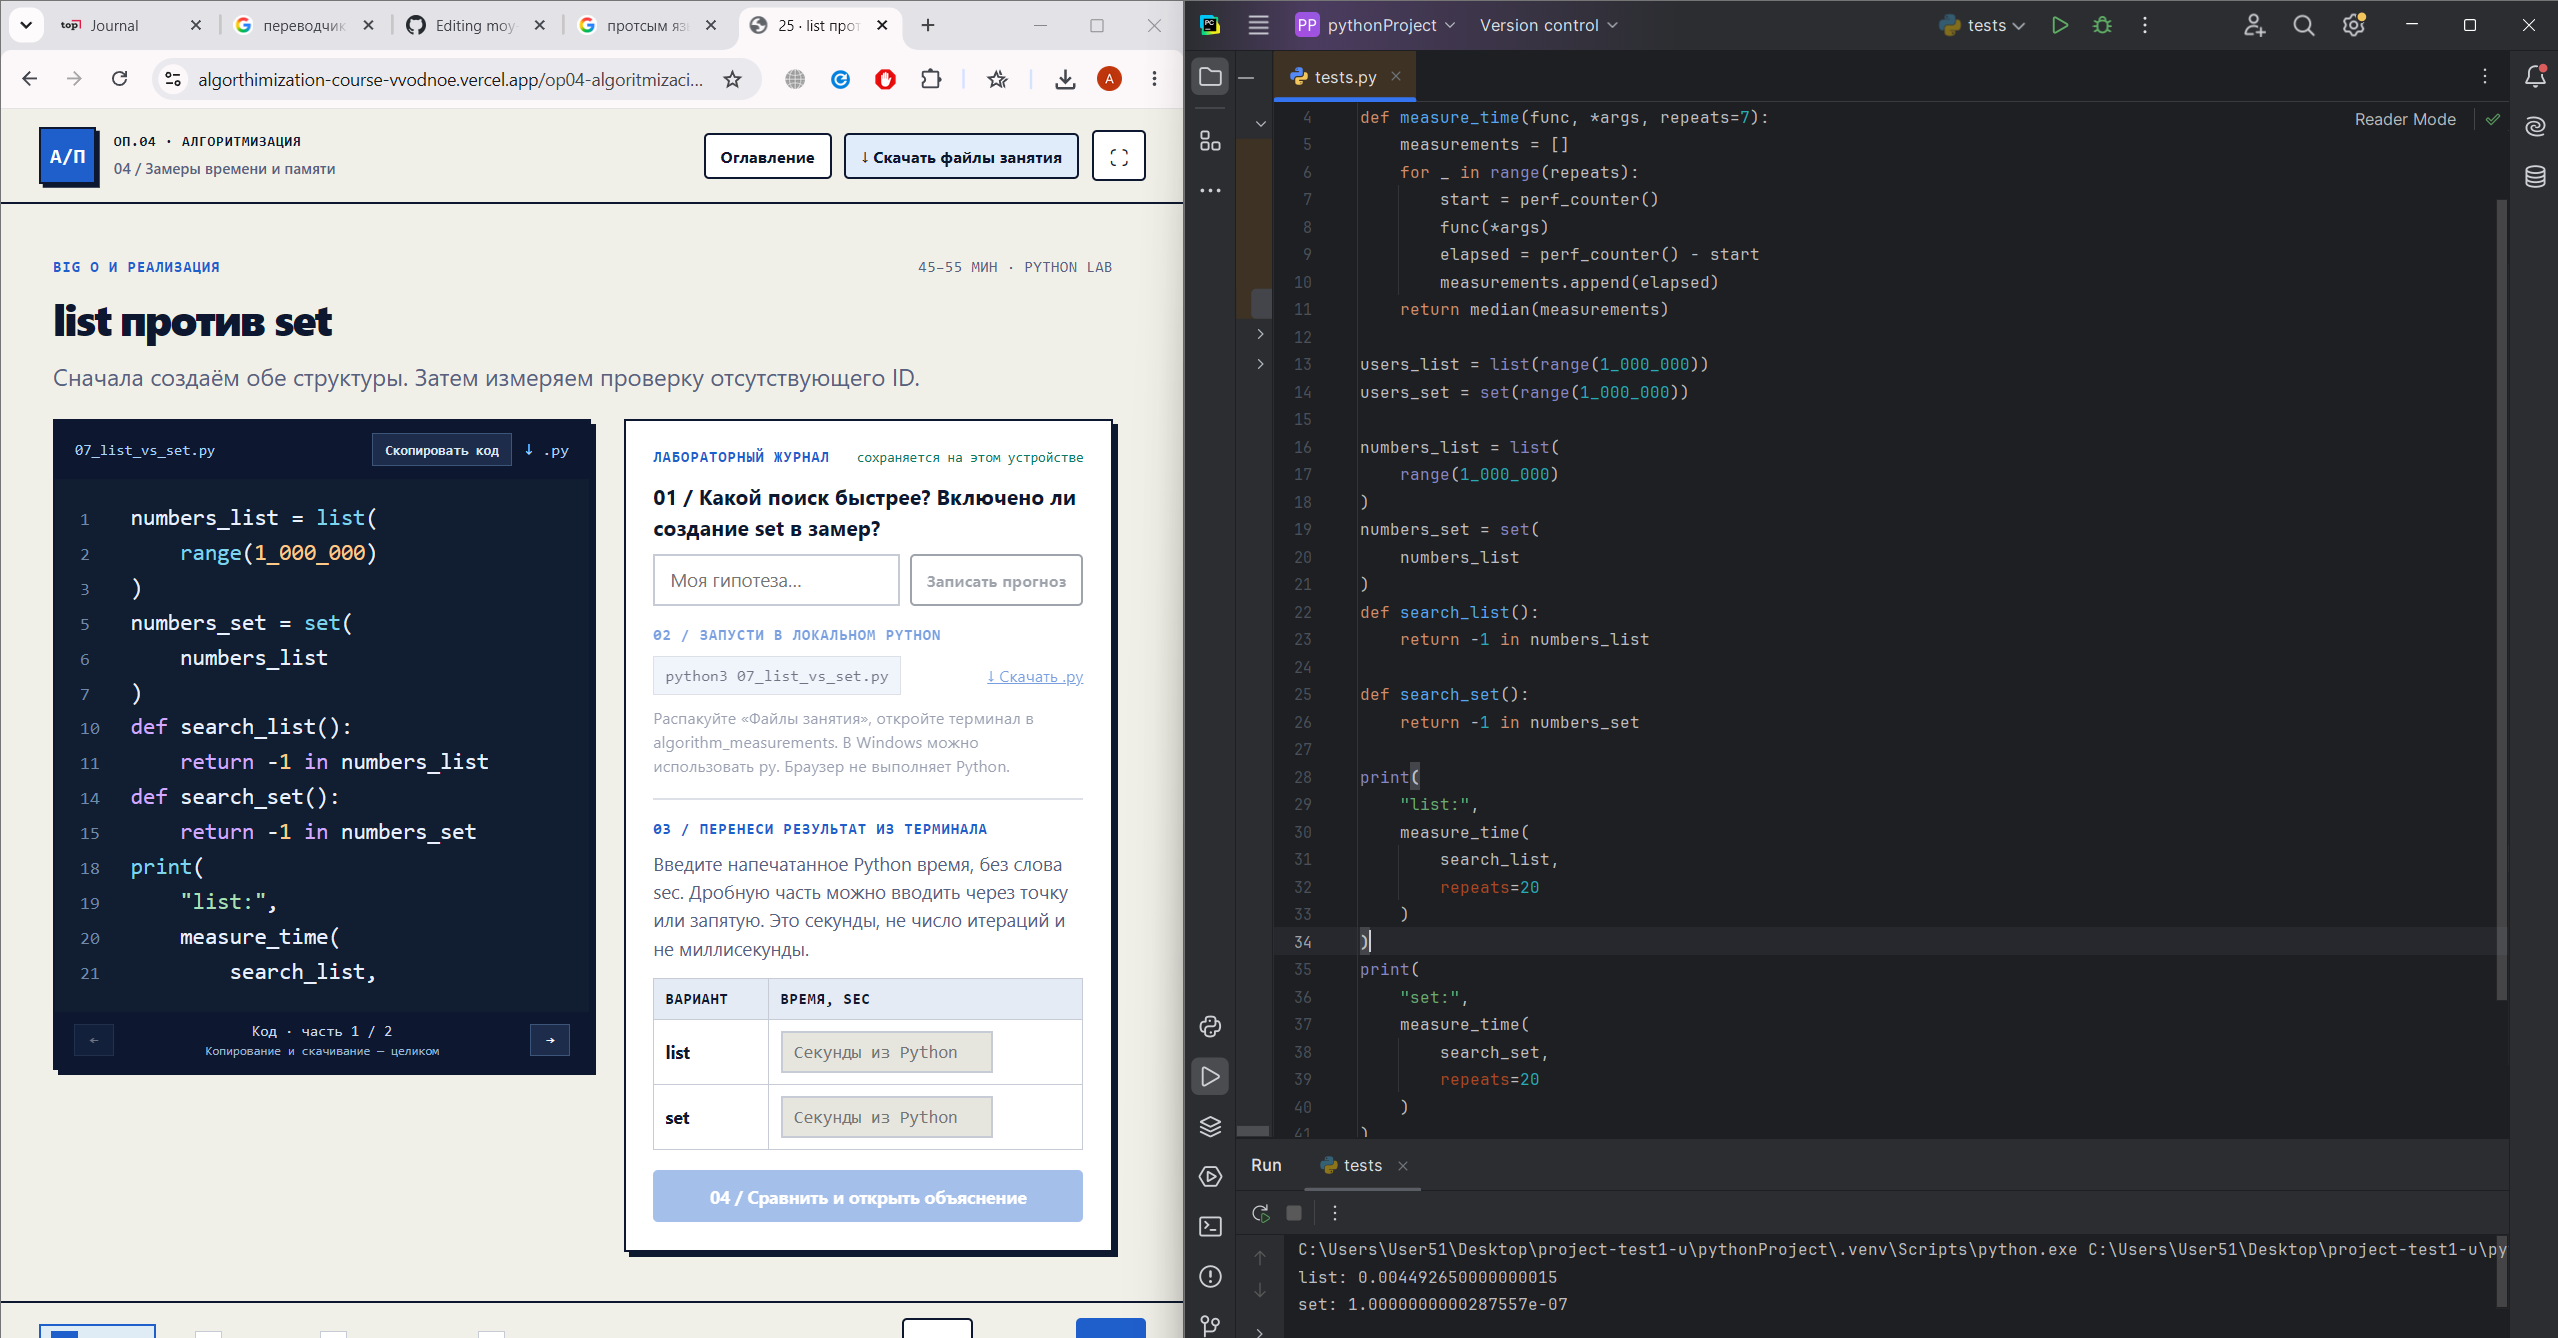 top Journal
переводчик
Editing moy
протсым яз
25 · list прот
algorthimization-course-vvodnoe.vercel.app/op04-algoritmizaci...
A
А/П
ОП.04 · АЛГОРИТМИЗАЦИЯ
04 / Замеры времени и памяти
Оглавление
↓ Скачать файлы занятия
BIG O И РЕАЛИЗАЦИЯ
45–55 МИН · PYTHON LAB
list против set
Сначала создаём обе структуры. Затем измеряем проверку отсутствующего ID.
07_list_vs_set.py
Скопировать код
↓ .py
1 numbers_list = list(
2 range(1_000_000)
3 )
5 numbers_set = set(
6 numbers_list
7 )
10 def search_list():
11 return -1 in numbers_list
14 def search_set():
15 return -1 in numbers_set
18 print(
19 "list:",
20 measure_time(
21 search_list,
←
Код · часть 1 / 2
Копирование и скачивание — целиком
→
ЛАБОРАТОРНЫЙ ЖУРНАЛ
сохраняется на этом устройстве
01 / Какой поиск быстрее? Включено ли
создание set в замер?
Моя гипотеза...
Записать прогноз
02 / ЗАПУСТИ В ЛОКАЛЬНОМ PYTHON
python3 07_list_vs_set.py
↓ Скачать .py
Распакуйте «Файлы занятия», откройте терминал в
algorithm_measurements. В Windows можно
использовать py. Браузер не выполняет Python.
03 / ПЕРЕНЕСИ РЕЗУЛЬТАТ ИЗ ТЕРМИНАЛА
Введите напечатанное Python время, без слова
sec. Дробную часть можно вводить через точку
или запятую. Это секунды, не число итераций и
не миллисекунды.
ВАРИАНТ ВРЕМЯ, SEC
list Секунды из Python
set Секунды из Python
04 / Сравнить и открыть объяснение
PC
PP pythonProject
Version control
tests
tests.py
Reader Mode
4 def measure_time(func, *args, repeats=7):
5 measurements = []
6 for _ in range(repeats):
7 start = perf_counter()
8 func(*args)
9 elapsed = perf_counter() - start
10 measurements.append(elapsed)
11 return median(measurements)
12
13 users_list = list(range(1_000_000))
14 users_set = set(range(1_000_000))
15
16 numbers_list = list(
17 range(1_000_000)
18 )
19 numbers_set = set(
20 numbers_list
21 )
22 def search_list():
23 return -1 in numbers_list
24
25 def search_set():
26 return -1 in numbers_set
27
28 print(
29 "list:",
30 measure_time(
31 search_list,
32 repeats=20
33 )
34 )
35 print(
36 "set:",
37 measure_time(
38 search_set,
39 repeats=20
40 )
41 )
Run
tests
C:\Users\User51\Desktop\project-test1-u\pythonProject\.venv\Scripts\python.exe C:\Users\User51\Desktop\project-test1-u\py
list: 0.004492650000000015
set: 1.0000000000287557e-07